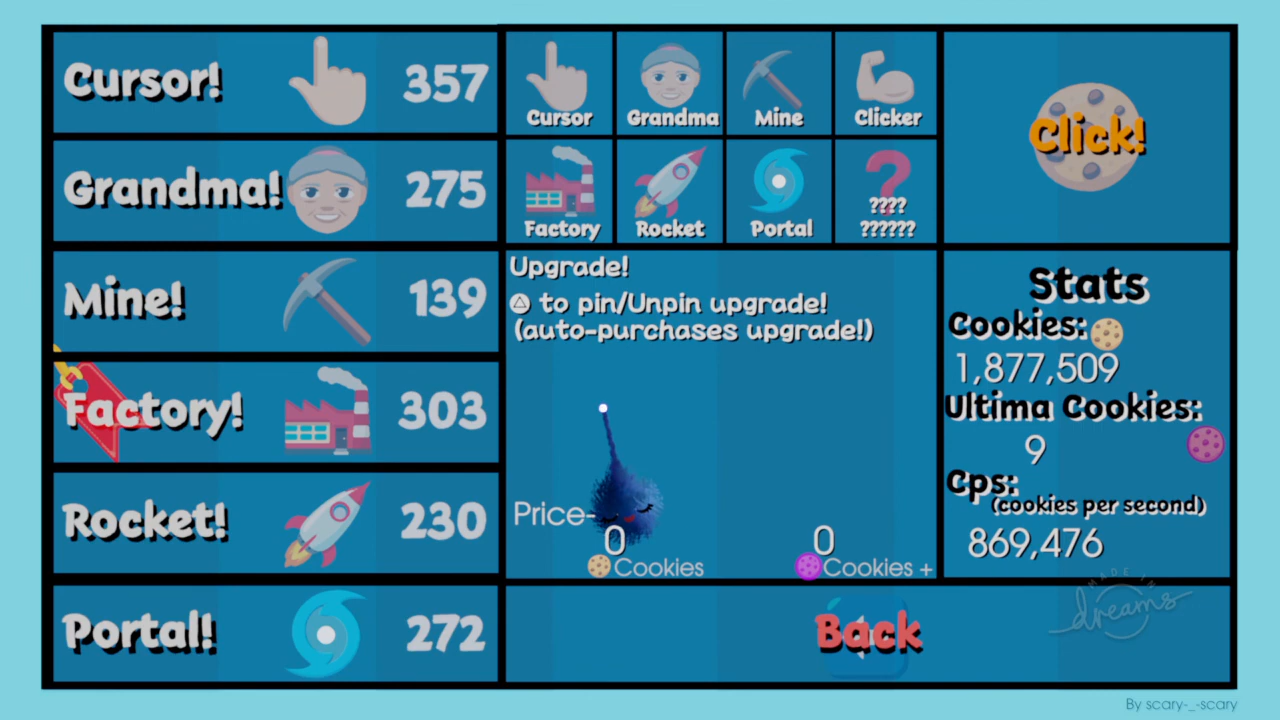 Cursor! 357
Grandma! 275
Mine! 139
Factory! 303
Rocket! 230
Portal! 272
Cursor Grandma Mine Clicker
Factory Rocket Portal ????
??????
Upgrade!
to pin/Unpin upgrade!
(auto-purchases upgrade!)
Price-
0 0
Cookies Cookies +
Click!
Stats
Cookies:
1,877,509
Ultima Cookies:
9
Cps:
(cookies per second)
869,476
Back
MADE IN
dreams
By scary-_-scary